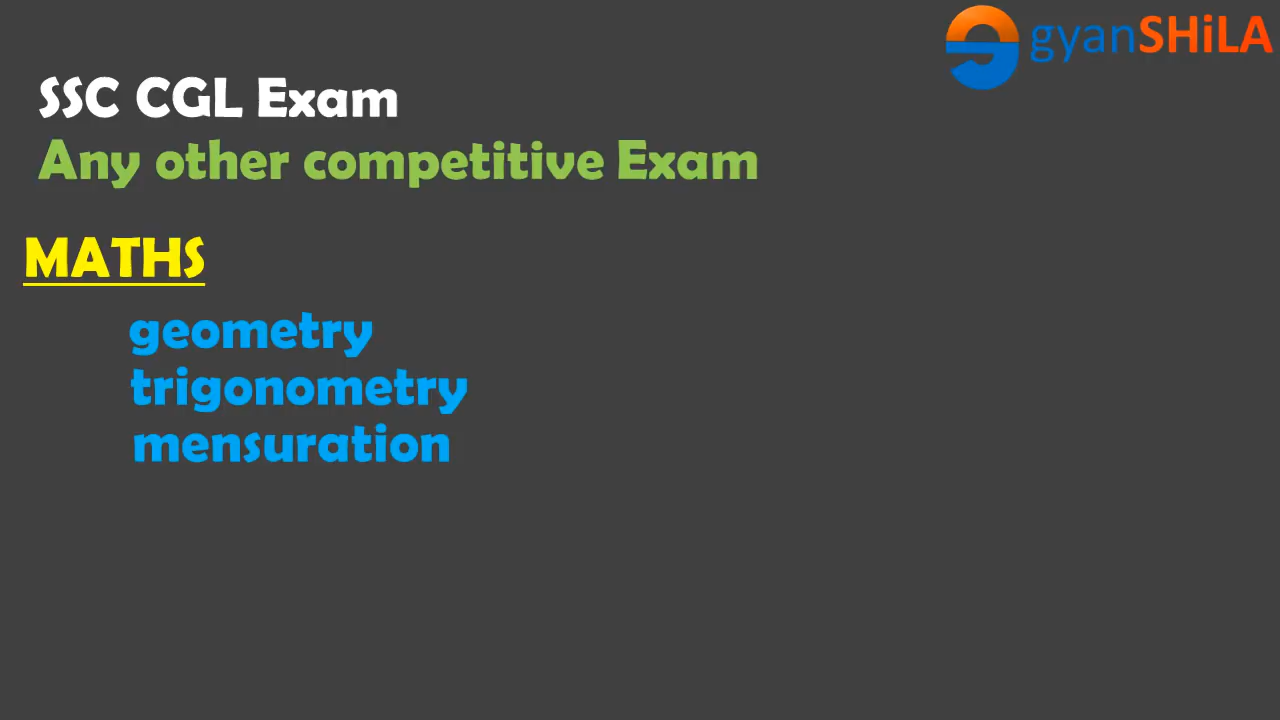 gyanSHiLA
SSC CGL Exam
Any other competitive Exam
MATHS
geometry
trigonometry
mensuration